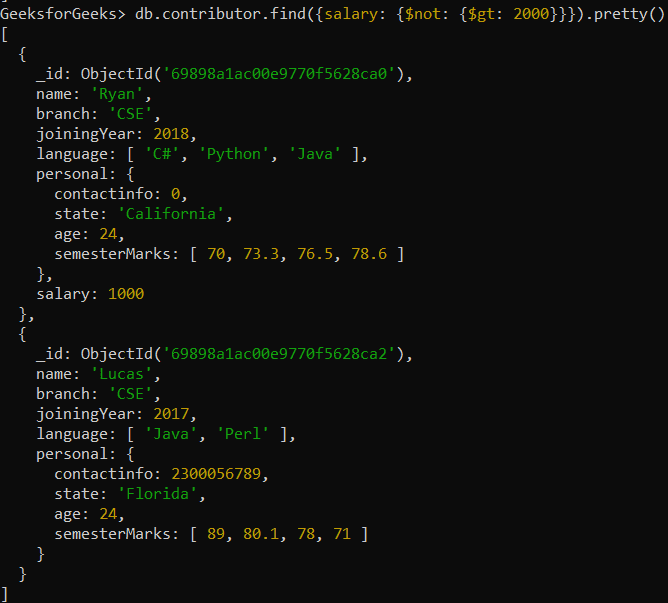 GeeksforGeeks> db.contributor.find({salary: {$not: {$gt: 2000}}}).pretty()
[
  {
    _id: ObjectId('69898a1ac00e9770f5628ca0'),
    name: 'Ryan',
    branch: 'CSE',
    joiningYear: 2018,
    language: [ 'C#', 'Python', 'Java' ],
    personal: {
      contactinfo: 0,
      state: 'California',
      age: 24,
      semesterMarks: [ 70, 73.3, 76.5, 78.6 ]
    },
    salary: 1000
  },
  {
    _id: ObjectId('69898a1ac00e9770f5628ca2'),
    name: 'Lucas',
    branch: 'CSE',
    joiningYear: 2017,
    language: [ 'Java', 'Perl' ],
    personal: {
      contactinfo: 2300056789,
      state: 'Florida',
      age: 24,
      semesterMarks: [ 89, 80.1, 78, 71 ]
    }
  }
]